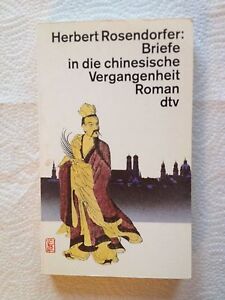 Herbert Rosendorfer:
Briefe
in die chinesische
Vergangenheit
Roman
dtv